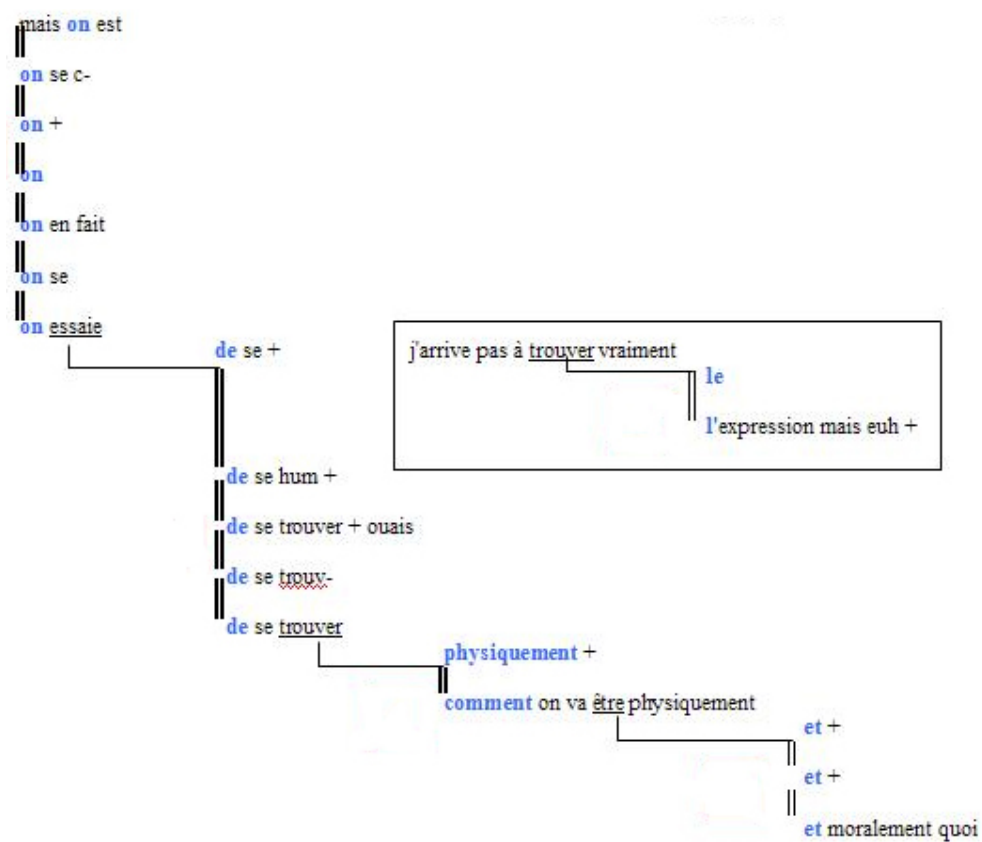 mais on est
on se c-
on +
on
on en fait
on se
on essaie
de se +
j'arrive pas à trouver vraiment
le
l'expression mais euh +
de se hum +
de se trouver + ouais
de se trouv-
de se trouver
physiquement +
comment on va être physiquement
et +
et +
et moralement quoi